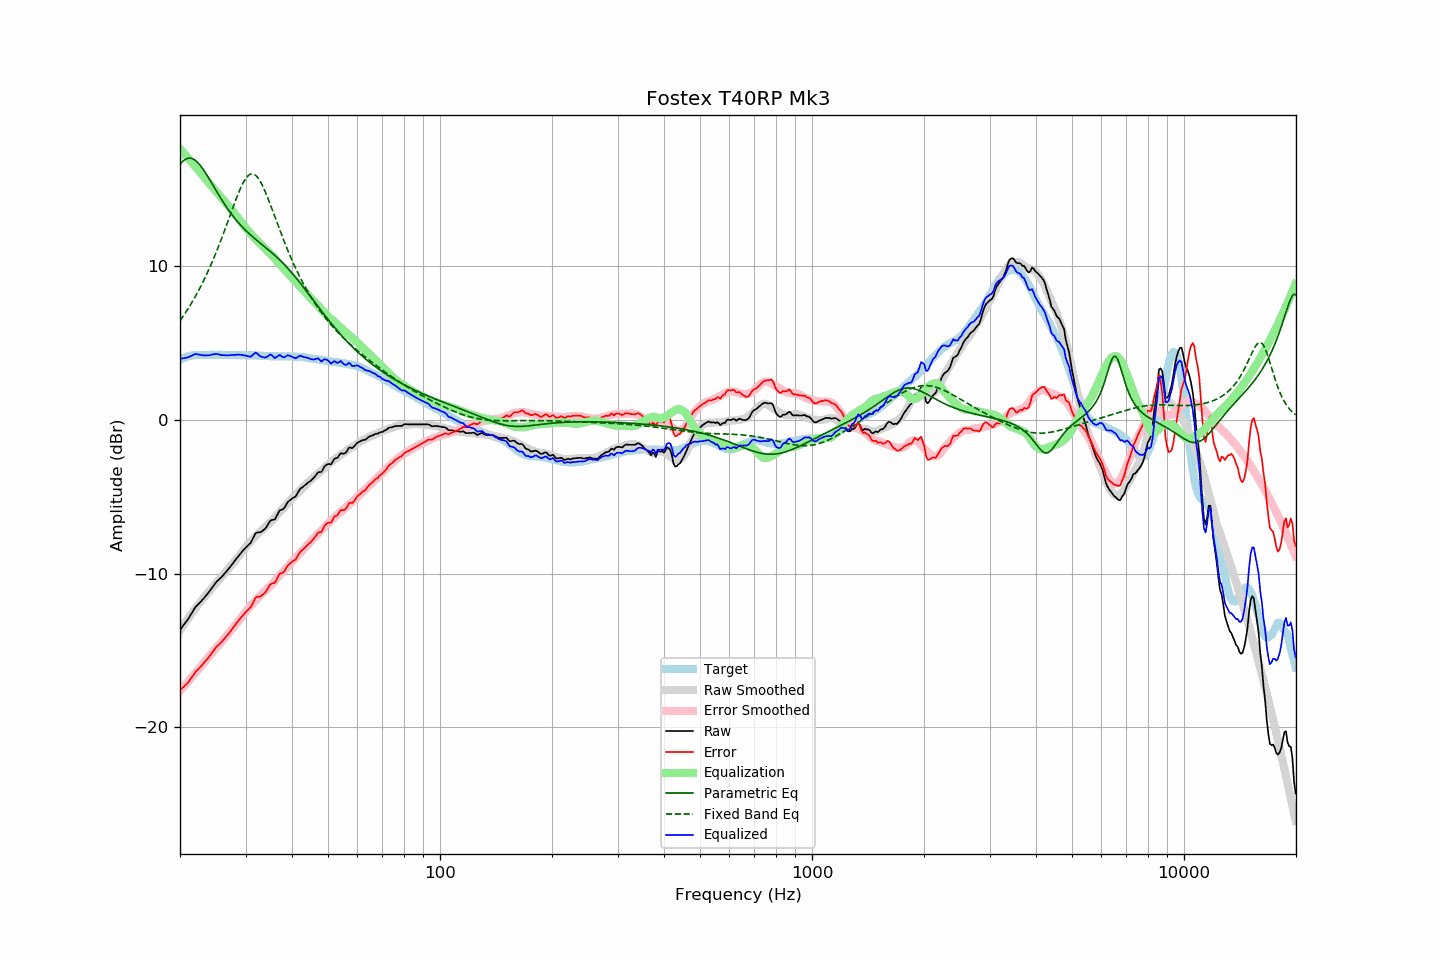 Fostex T40RP Mk3
Amplitude (dBr)
10
0
−10
−20
100
1000
10000
Frequency (Hz)
Target
Raw Smoothed
Error Smoothed
Raw
Error
Equalization
Parametric Eq
Fixed Band Eq
Equalized